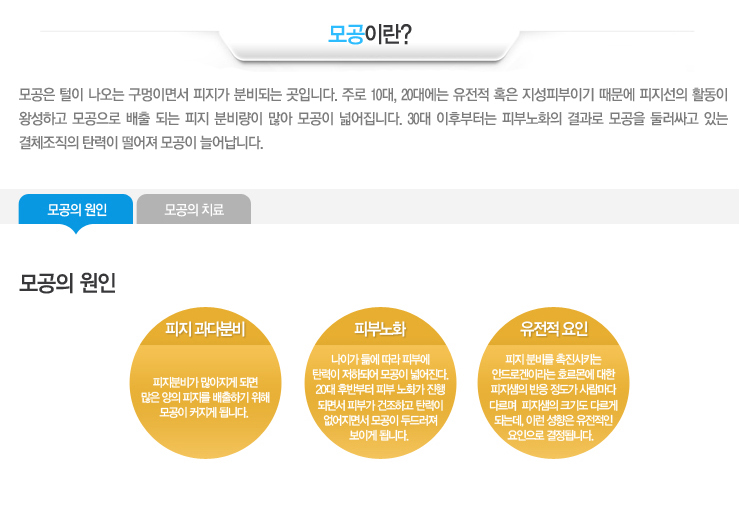 모공이란?
모공은 털이 나오는 구멍이면서 피지가 분비되는 곳입니다. 주로 10대, 20대에는 유전적 혹은 지성피부이기 때문에 피지선의 활동이
왕성하고 모공으로 배출 되는 피지 분비량이 많아 모공이 넓어집니다. 30대 이후부터는 피부노화의 결과로 모공을 둘러싸고 있는
결체조직의 탄력이 떨어져 모공이 늘어납니다.
모공의 원인
모공의 치료
모공의 원인
피지 과다분비
피지분비가 많아지게 되면
많은 양의 피지를 배출하기 위해
모공이 커지게 됩니다.
피부노화
나이가 듦에 따라 피부에
탄력이 저하되어 모공이 넓어진다.
20대 후반부터 피부 노화가 진행
되면서 피부가 건조하고 탄력이
없어지면서 모공이 두드러져
보이게 됩니다.
유전적 요인
피지 분비를 촉진시키는
안드로겐이라는 호르몬에 대한
피지샘의 반응 정도가 사람마다
다르며 피지샘의 크기도 다르게
되는데, 이런 성향은 유전적인
요인으로 결정됩니다.